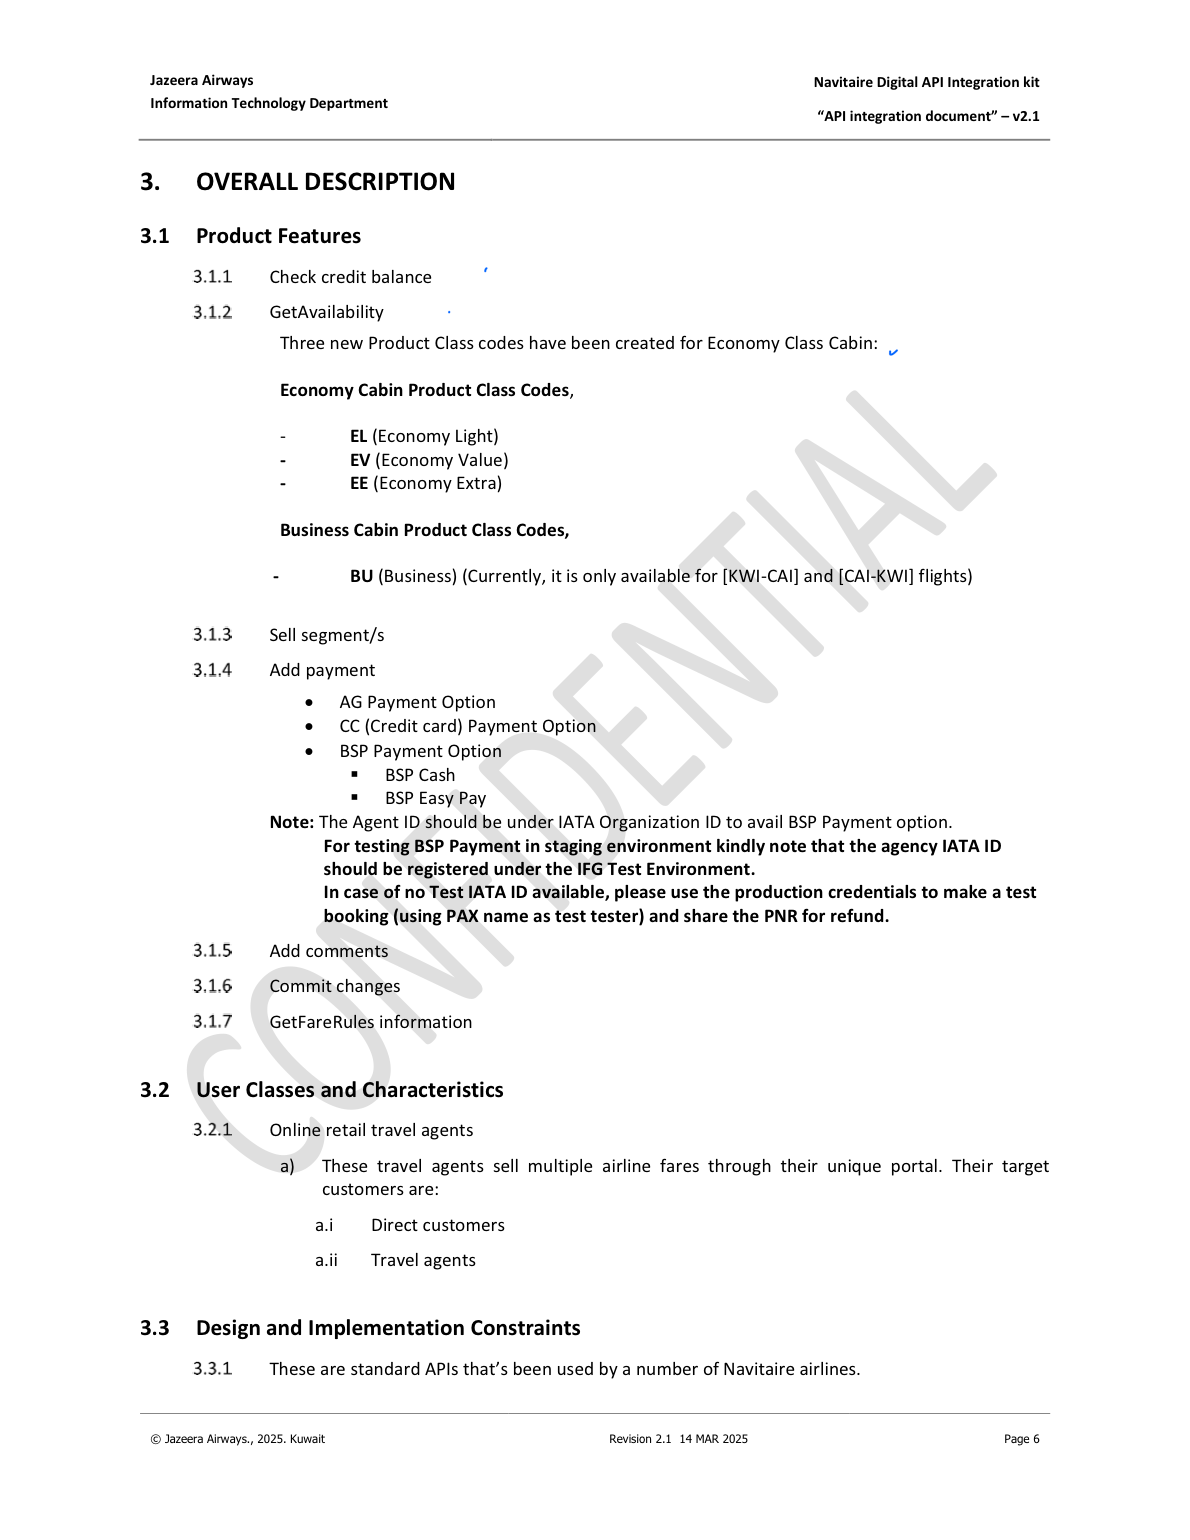 Jazeera Airways
Information Technology Department
Navitaire Digital API Integration kit
“API integration document” – v2.1
3. OVERALL DESCRIPTION
3.1 Product Features
3.1.1 Check credit balance
3.1.2 GetAvailability
Three new Product Class codes have been created for Economy Class Cabin:
Economy Cabin Product Class Codes,
- EL (Economy Light)
- EV (Economy Value)
- EE (Economy Extra)
Business Cabin Product Class Codes,
- BU (Business) (Currently, it is only available for [KWI-CAI] and [CAI-KWI] flights)
3.1.3 Sell segment/s
3.1.4 Add payment
• AG Payment Option
• CC (Credit card) Payment Option
• BSP Payment Option
▪ BSP Cash
▪ BSP Easy Pay
Note: The Agent ID should be under IATA Organization ID to avail BSP Payment option.
For testing BSP Payment in staging environment kindly note that the agency IATA ID
should be registered under the IFG Test Environment.
In case of no Test IATA ID available, please use the production credentials to make a test
booking (using PAX name as test tester) and share the PNR for refund.
3.1.5 Add comments
3.1.6 Commit changes
3.1.7 GetFareRules information
3.2 User Classes and Characteristics
3.2.1 Online retail travel agents
a) These travel agents sell multiple airline fares through their unique portal. Their target
customers are:
a.i Direct customers
a.ii Travel agents
3.3 Design and Implementation Constraints
3.3.1 These are standard APIs that’s been used by a number of Navitaire airlines.
© Jazeera Airways., 2025. Kuwait Revision 2.1 14 MAR 2025 Page 6
CONFIDENTIAL